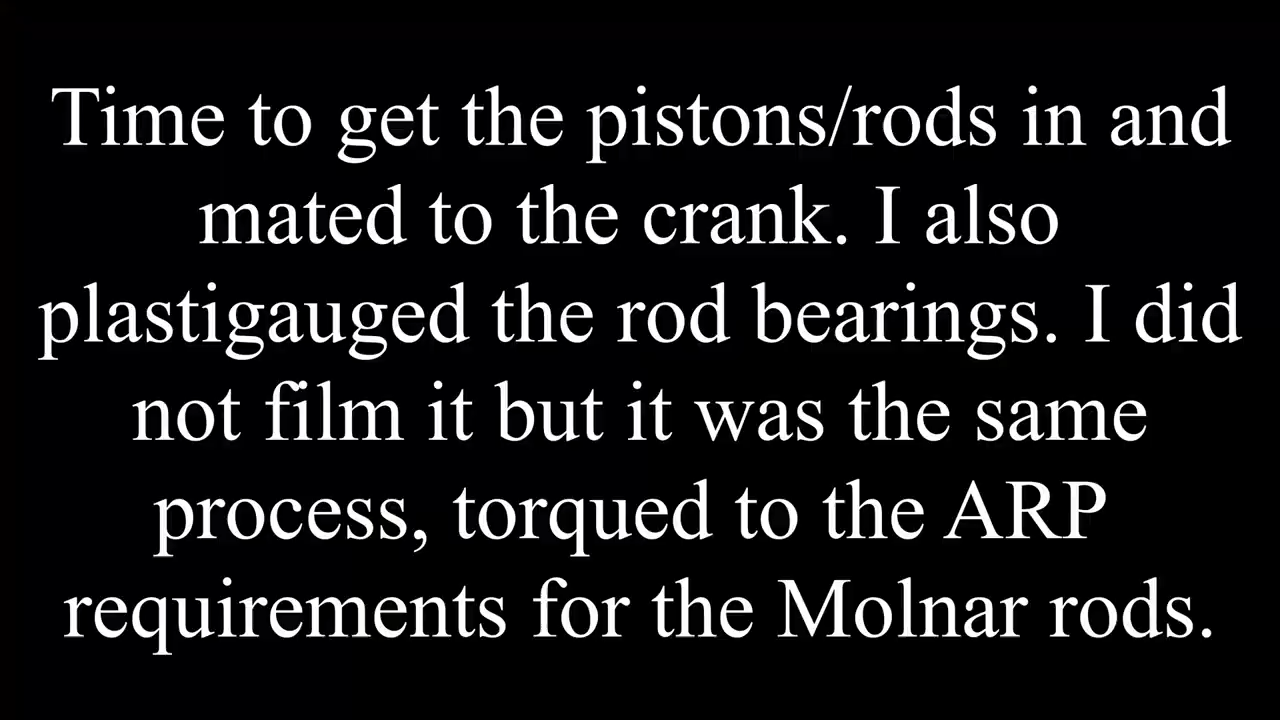 Time to get the pistons/rods in and
mated to the crank. I also
plastigauged the rod bearings. I did
not film it but it was the same
process, torqued to the ARP
requirements for the Molnar rods.